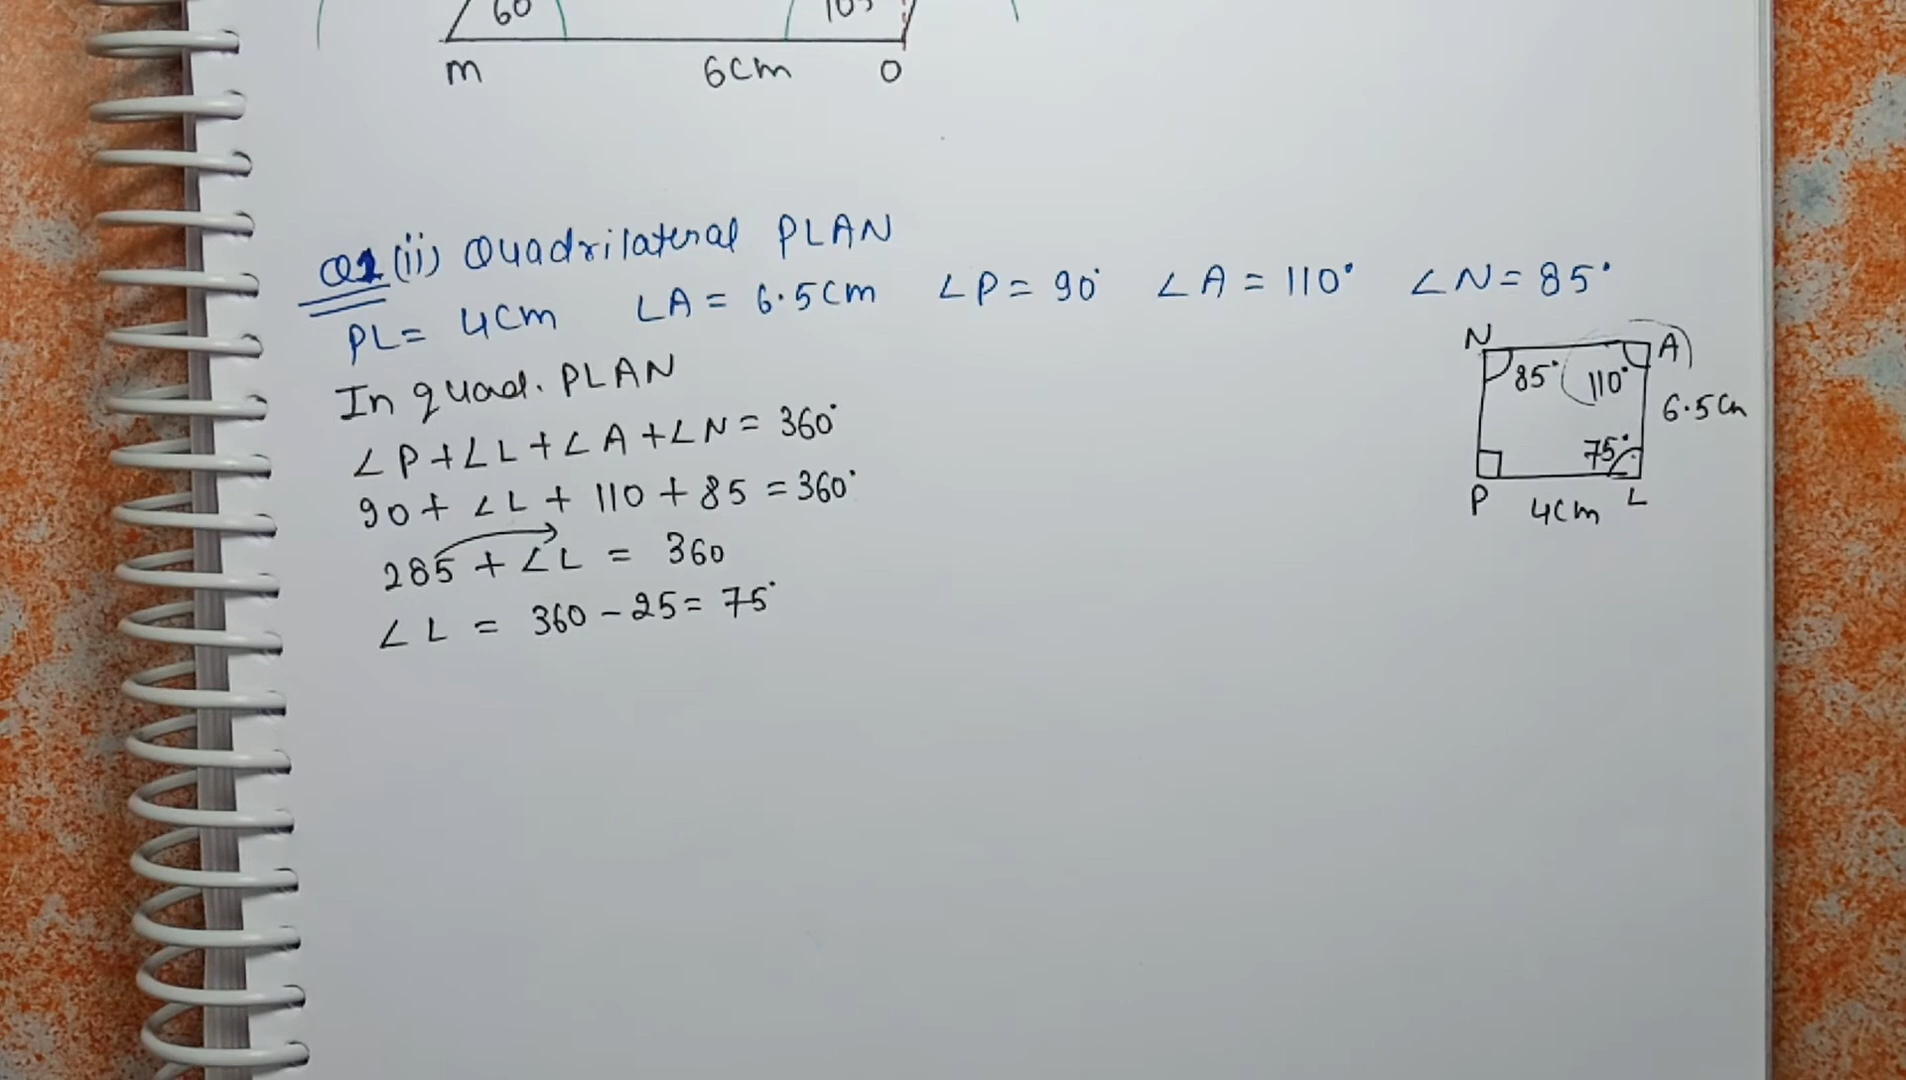 60 105
m 6cm O
Q1 (ii) Quadrilateral PLAN
PL = 4cm LA = 6.5cm ∠P = 90° ∠A = 110° ∠N = 85°
In quad. PLAN
∠P + ∠L + ∠A + ∠N = 360°
90 + ∠L + 110 + 85 = 360°
285 + ∠L = 360
∠L = 360 - 25 = 75°
N A
85° 110°
6.5cm
75°
P 4cm L